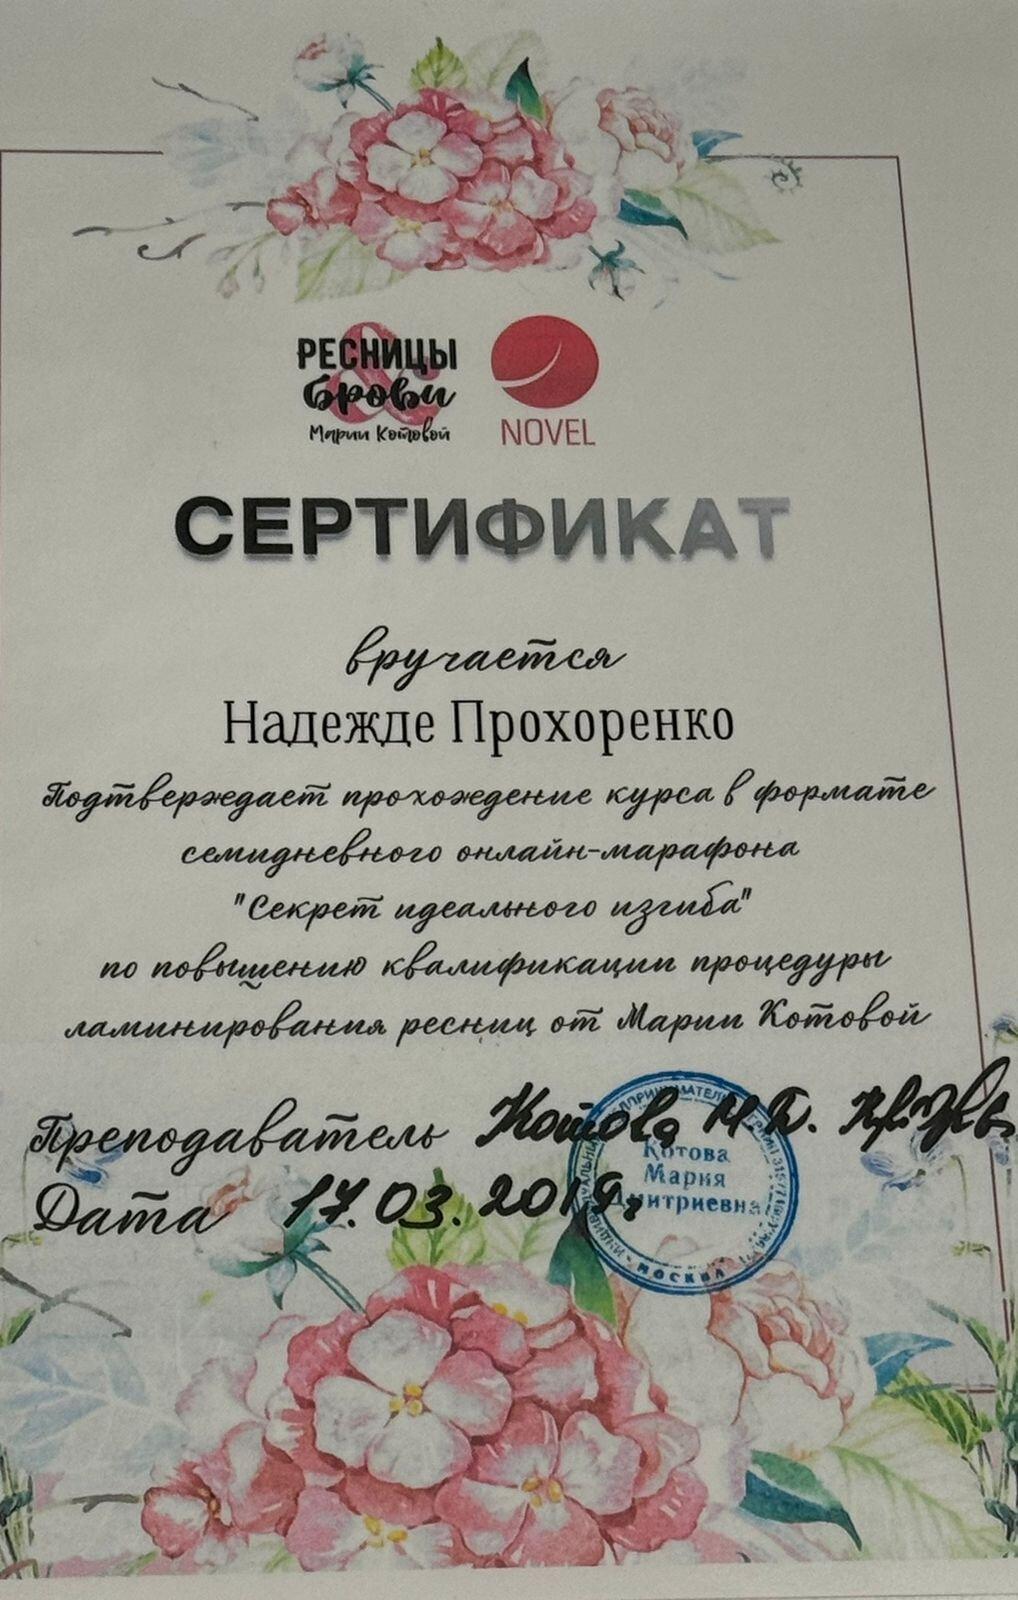 РЕСНИЦЫ
&
брови
Марии Котовой
NOVEL
СЕРТИФИКАТ
вручается
Надежде Прохоренко
Подтверждает прохождение курса в формате
семидневного онлайн-марафона
"Секрет идеального изгиба"
по повышению квалификации процедуры
ламинирования ресниц от Марии Котовой
Преподаватель Котова М.Д.
Дата 17.03.2019г.
Котова
Мария
Дмитриевна
МОСКВА